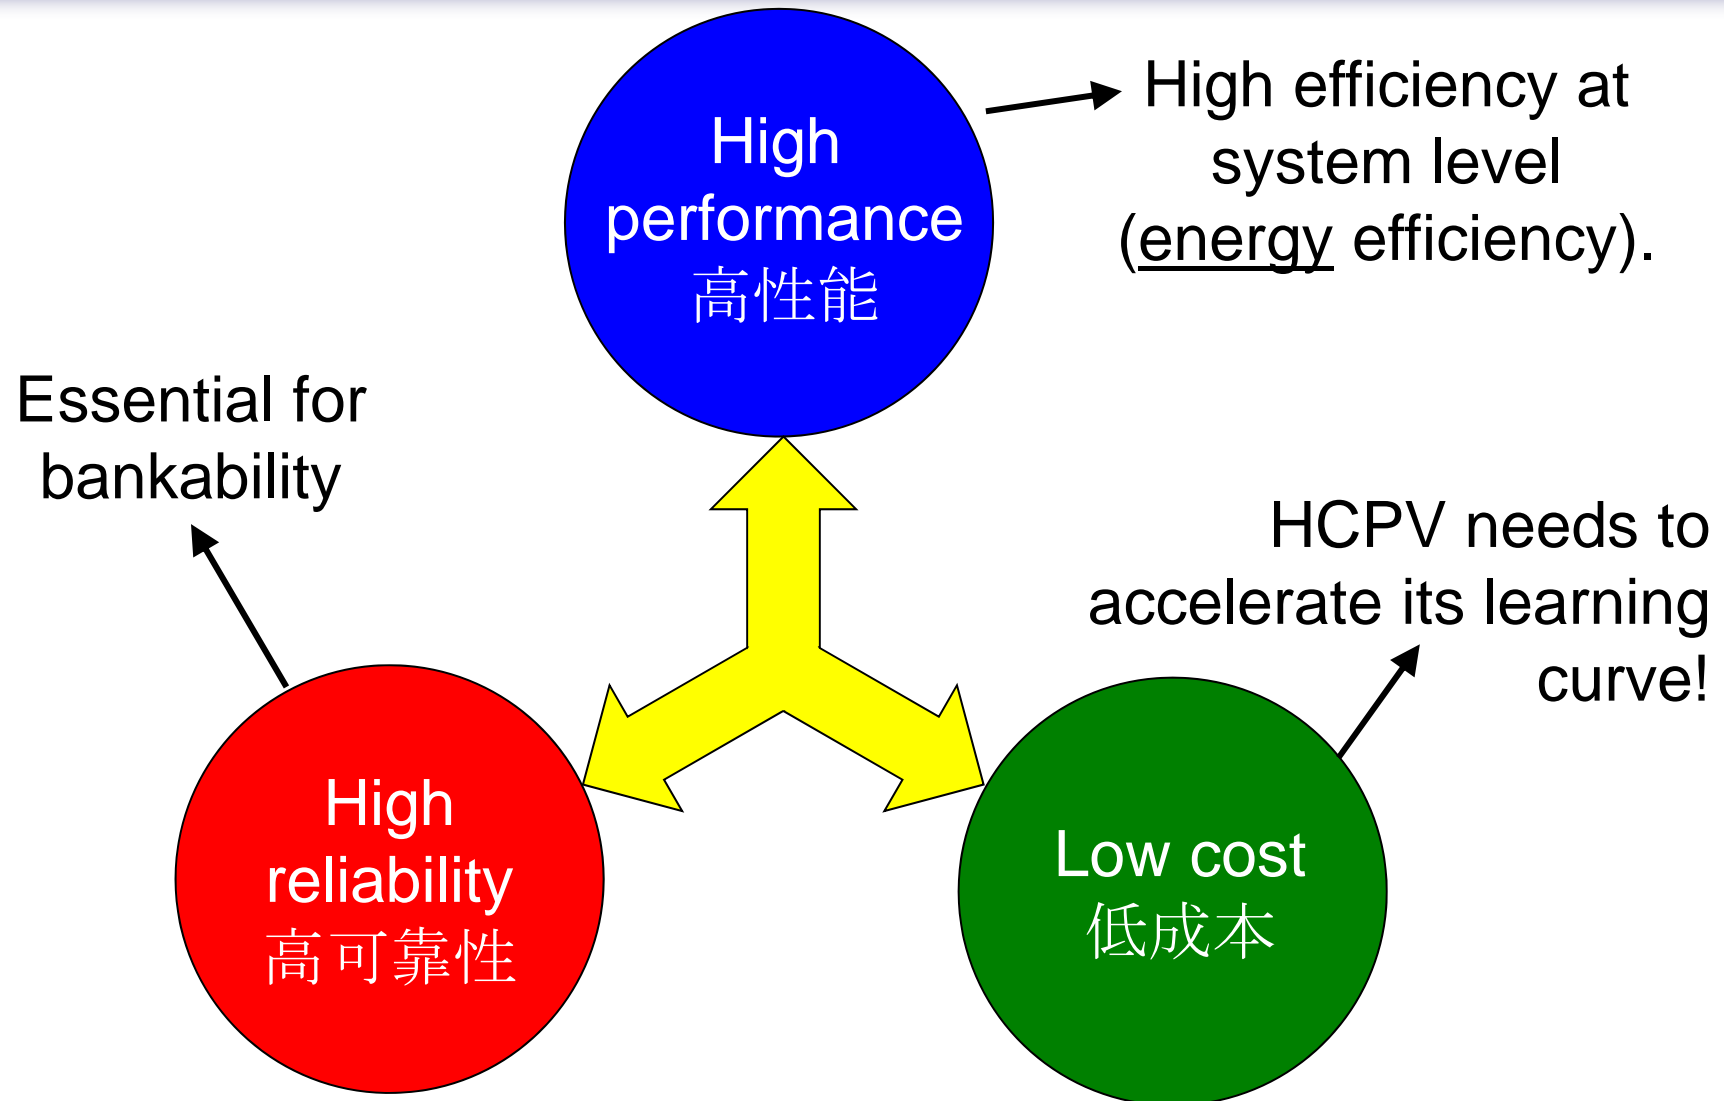 High
performance
高性能
High efficiency at
system level
(energy efficiency).
Essential for
bankability
HCPV needs to
accelerate its learning
curve!
High
reliability
高可靠性
Low cost
低成本